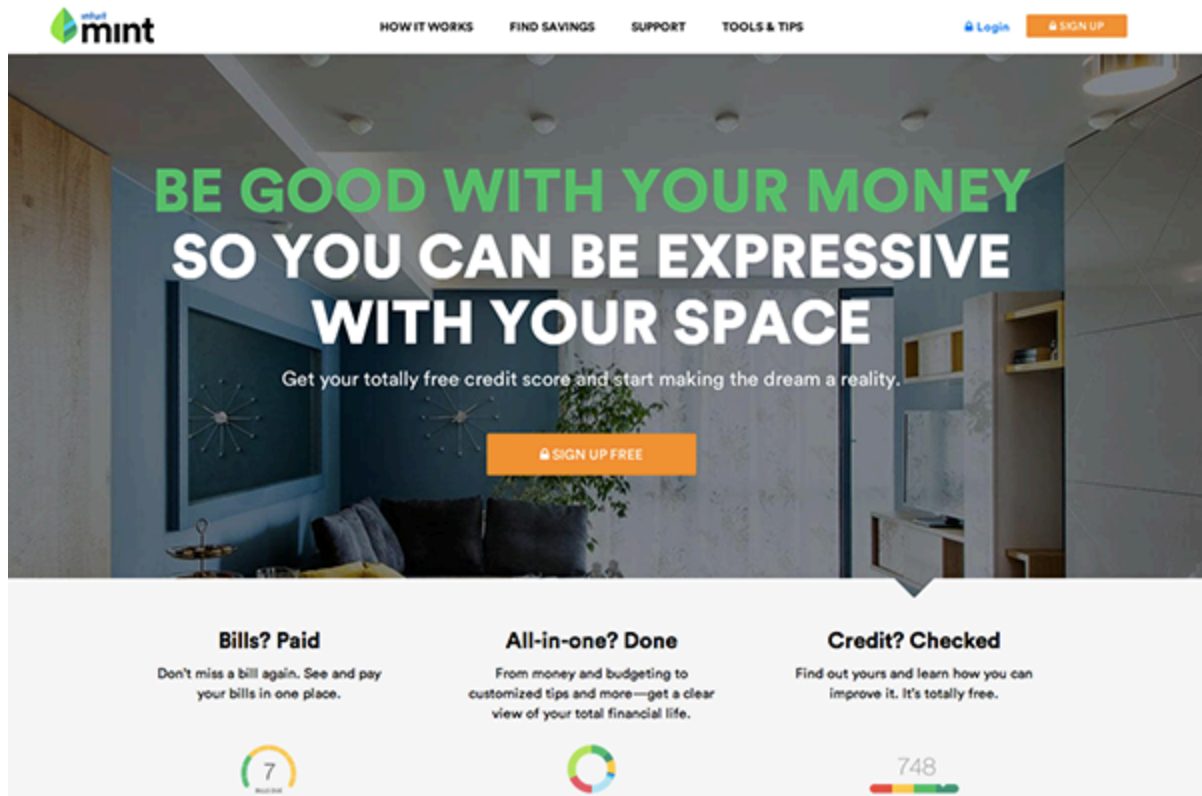 intuit
mint
HOW IT WORKS FIND SAVINGS SUPPORT TOOLS & TIPS Login SIGN UP
BE GOOD WITH YOUR MONEY
SO YOU CAN BE EXPRESSIVE
WITH YOUR SPACE
Get your totally free credit score and start making the dream a reality.
SIGN UP FREE
Bills? Paid
Don't miss a bill again. See and pay
your bills in one place.
All-in-one? Done
From money and budgeting to
customized tips and more—get a clear
view of your total financial life.
Credit? Checked
Find out yours and learn how you can
improve it. It's totally free.
7
BILLS DUE
748